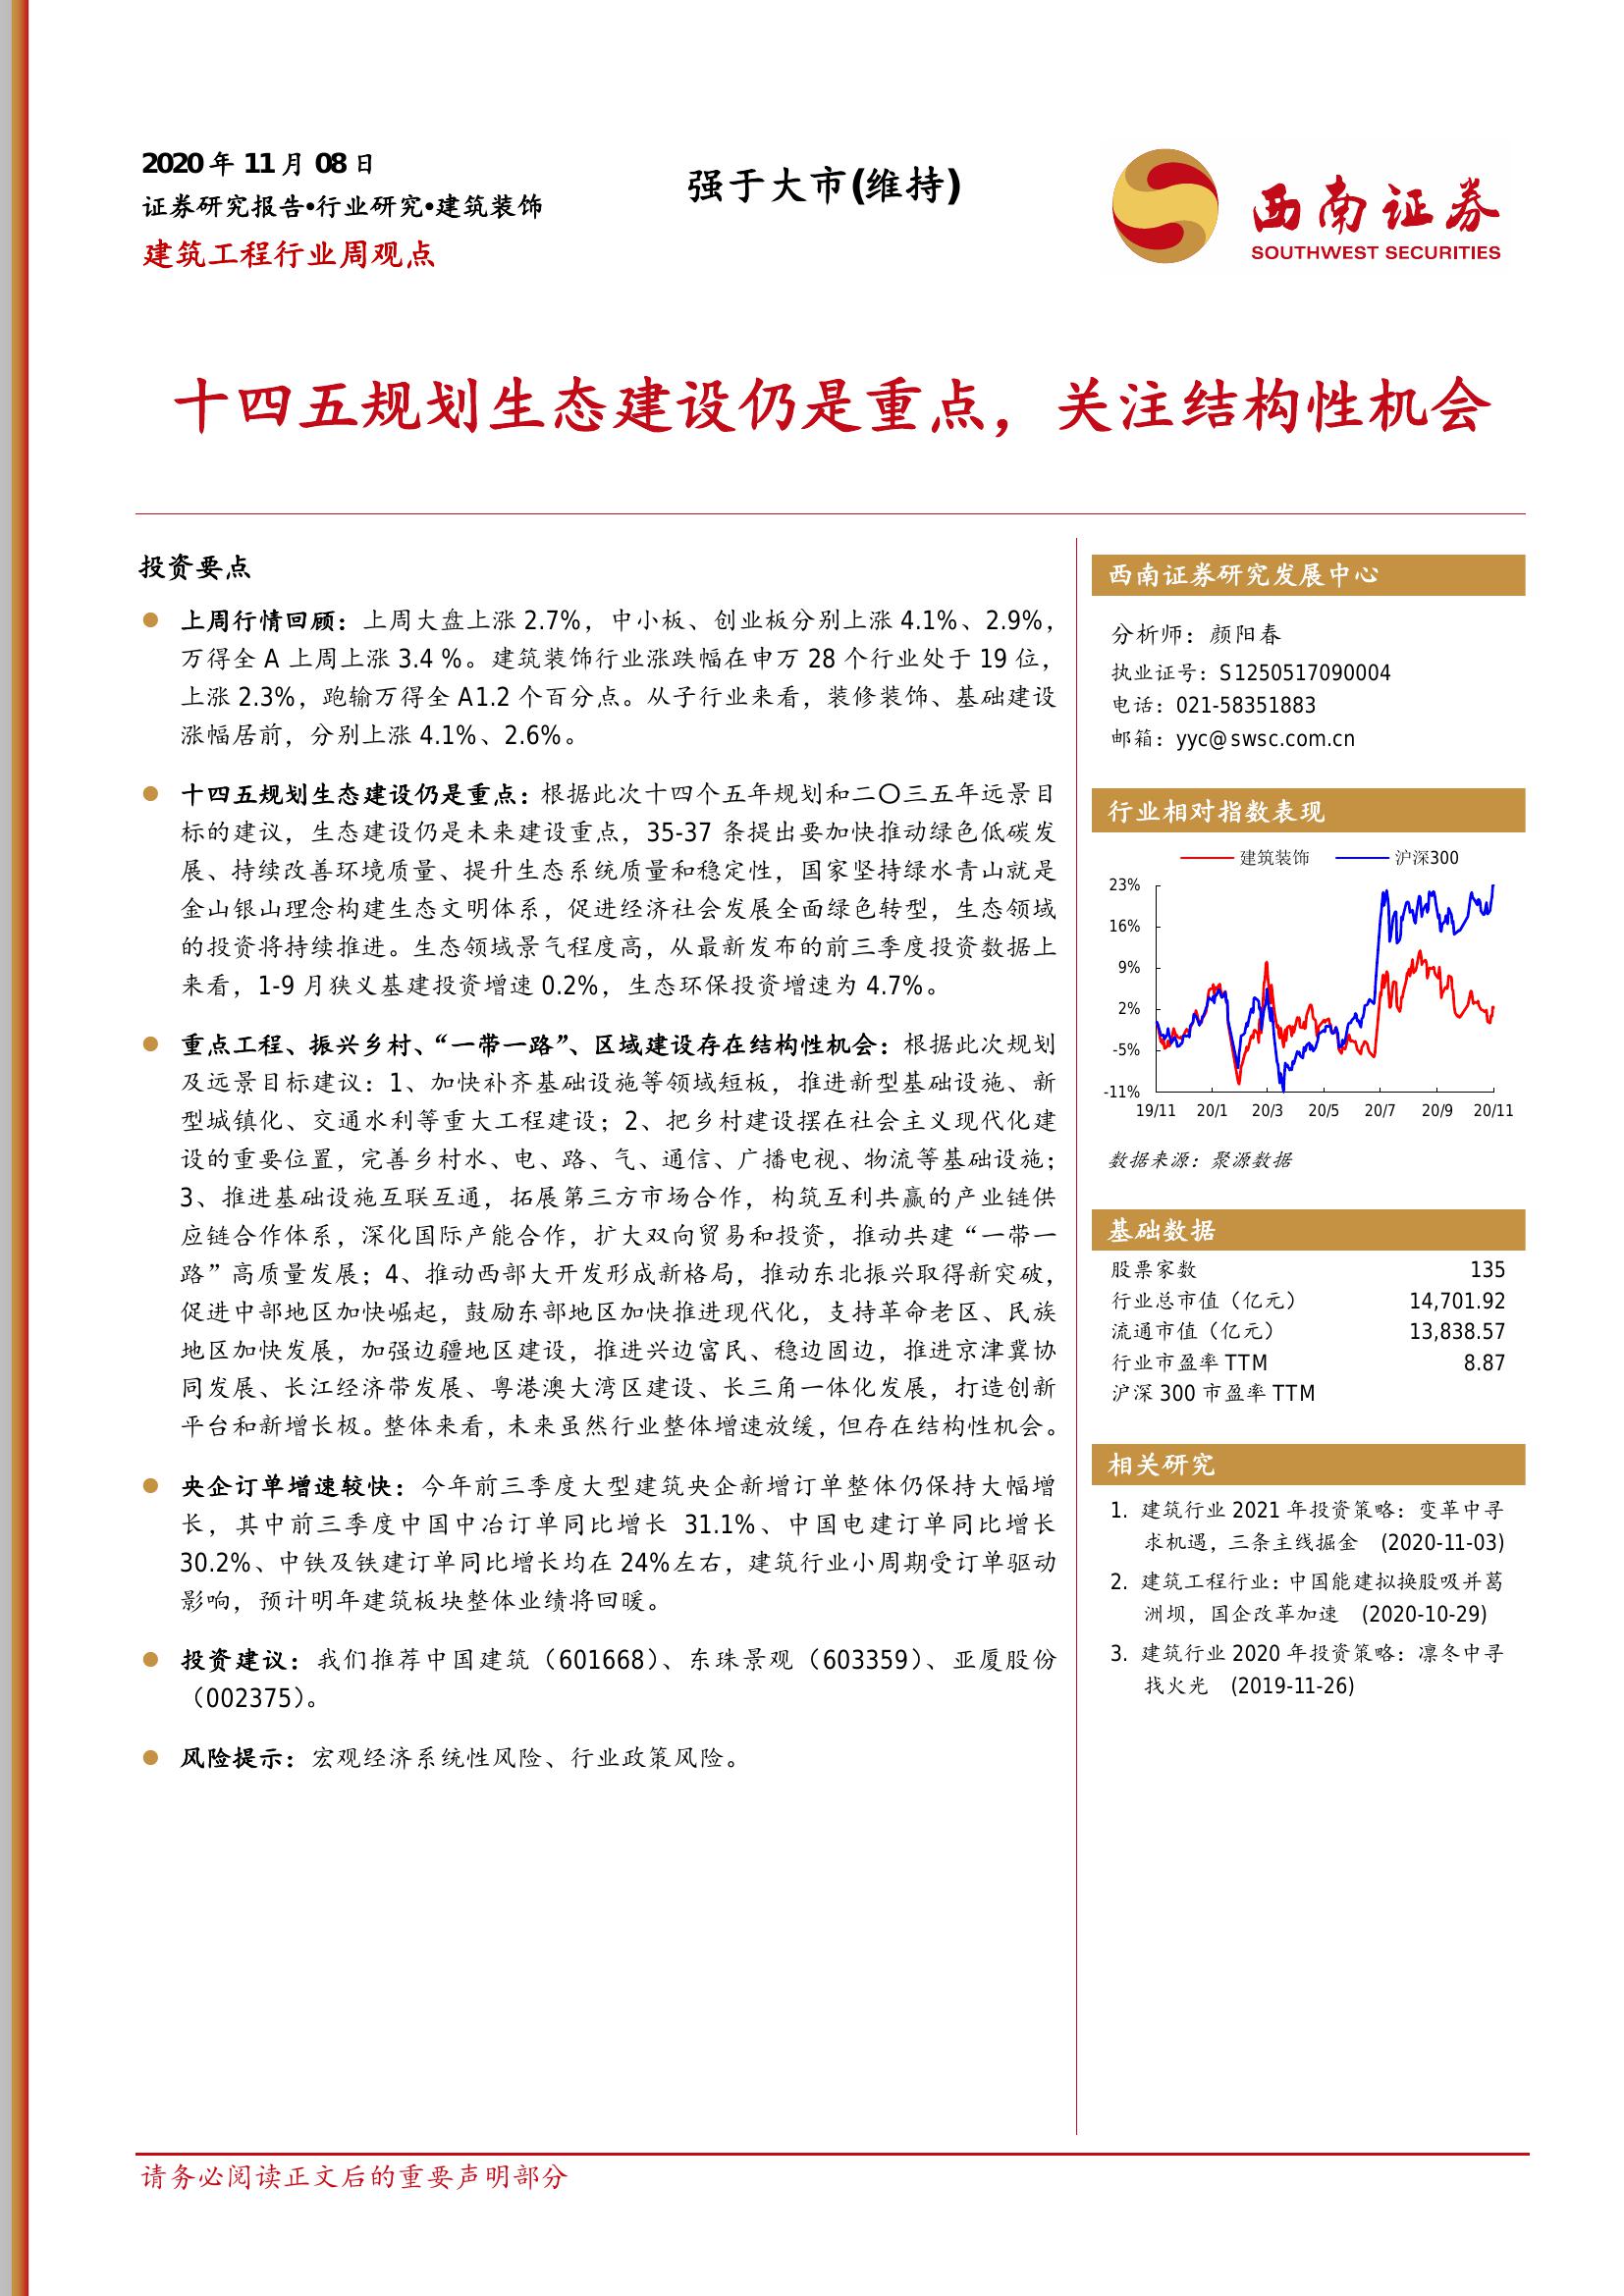 2020 年 11 月 08 日
证券研究报告•行业研究•建筑装饰
建筑工程行业周观点
强于大市(维持)
西南证券
SOUTHWEST SECURITIES
十四五规划生态建设仍是重点，关注结构性机会
投资要点
上周行情回顾：上周大盘上涨 2.7%，中小板、创业板分别上涨 4.1%、2.9%，
万得全 A 上周上涨 3.4 %。建筑装饰行业涨跌幅在申万 28 个行业处于 19 位，
上涨 2.3%，跑输万得全 A1.2 个百分点。从子行业来看，装修装饰、基础建设
涨幅居前，分别上涨 4.1%、2.6%。
十四五规划生态建设仍是重点：根据此次十四个五年规划和二〇三五年远景目
标的建议，生态建设仍是未来建设重点，35-37 条提出要加快推动绿色低碳发
展、持续改善环境质量、提升生态系统质量和稳定性，国家坚持绿水青山就是
金山银山理念构建生态文明体系，促进经济社会发展全面绿色转型，生态领域
的投资将持续推进。生态领域景气程度高，从最新发布的前三季度投资数据上
来看，1-9 月狭义基建投资增速 0.2%，生态环保投资增速为 4.7%。
重点工程、振兴乡村、“一带一路”、区域建设存在结构性机会：根据此次规划
及远景目标建议：1、加快补齐基础设施等领域短板，推进新型基础设施、新
型城镇化、交通水利等重大工程建设；2、把乡村建设摆在社会主义现代化建
设的重要位置，完善乡村水、电、路、气、通信、广播电视、物流等基础设施；
3、推进基础设施互联互通，拓展第三方市场合作，构筑互利共赢的产业链供
应链合作体系，深化国际产能合作，扩大双向贸易和投资，推动共建“一带一
路”高质量发展；4、推动西部大开发形成新格局，推动东北振兴取得新突破，
促进中部地区加快崛起，鼓励东部地区加快推进现代化，支持革命老区、民族
地区加快发展，加强边疆地区建设，推进兴边富民、稳边固边，推进京津冀协
同发展、长江经济带发展、粤港澳大湾区建设、长三角一体化发展，打造创新
平台和新增长极。整体来看，未来虽然行业整体增速放缓，但存在结构性机会。
央企订单增速较快：今年前三季度大型建筑央企新增订单整体仍保持大幅增
长，其中前三季度中国中冶订单同比增长 31.1%、中国电建订单同比增长
30.2%、中铁及铁建订单同比增长均在 24%左右，建筑行业小周期受订单驱动
影响，预计明年建筑板块整体业绩将回暖。
投资建议：我们推荐中国建筑（601668）、东珠景观（603359）、亚厦股份
（002375）。
风险提示：宏观经济系统性风险、行业政策风险。
西南证券研究发展中心
分析师：颜阳春
执业证号：S1250517090004
电话：021-58351883
邮箱：yyc@swsc.com.cn
行业相对指数表现
建筑装饰 沪深300
23%
16%
9%
2%
-5%
-11%
19/11 20/1 20/3 20/5 20/7 20/9 20/11
数据来源：聚源数据
基础数据
股票家数 135
行业总市值（亿元） 14,701.92
流通市值（亿元） 13,838.57
行业市盈率 TTM 8.87
沪深 300 市盈率 TTM
相关研究
1. 建筑行业 2021 年投资策略：变革中寻
求机遇，三条主线掘金 (2020-11-03)
2. 建筑工程行业：中国能建拟换股吸并葛
洲坝，国企改革加速 (2020-10-29)
3. 建筑行业 2020 年投资策略：凛冬中寻
找火光 (2019-11-26)
请务必阅读正文后的重要声明部分